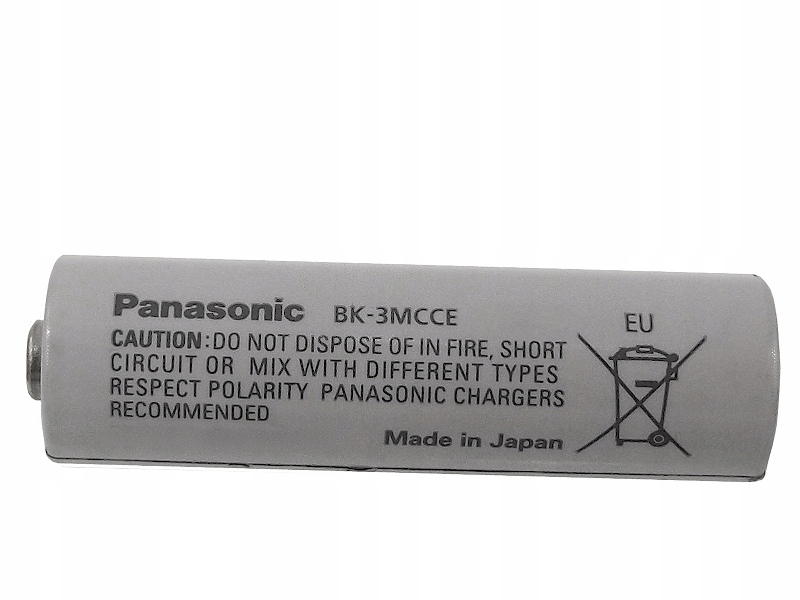 Panasonic BK-3MCCE
EU
CAUTION: DO NOT DISPOSE OF IN FIRE, SHORT
CIRCUIT OR MIX WITH DIFFERENT TYPES
RESPECT POLARITY PANASONIC CHARGERS
RECOMMENDED
Made in Japan